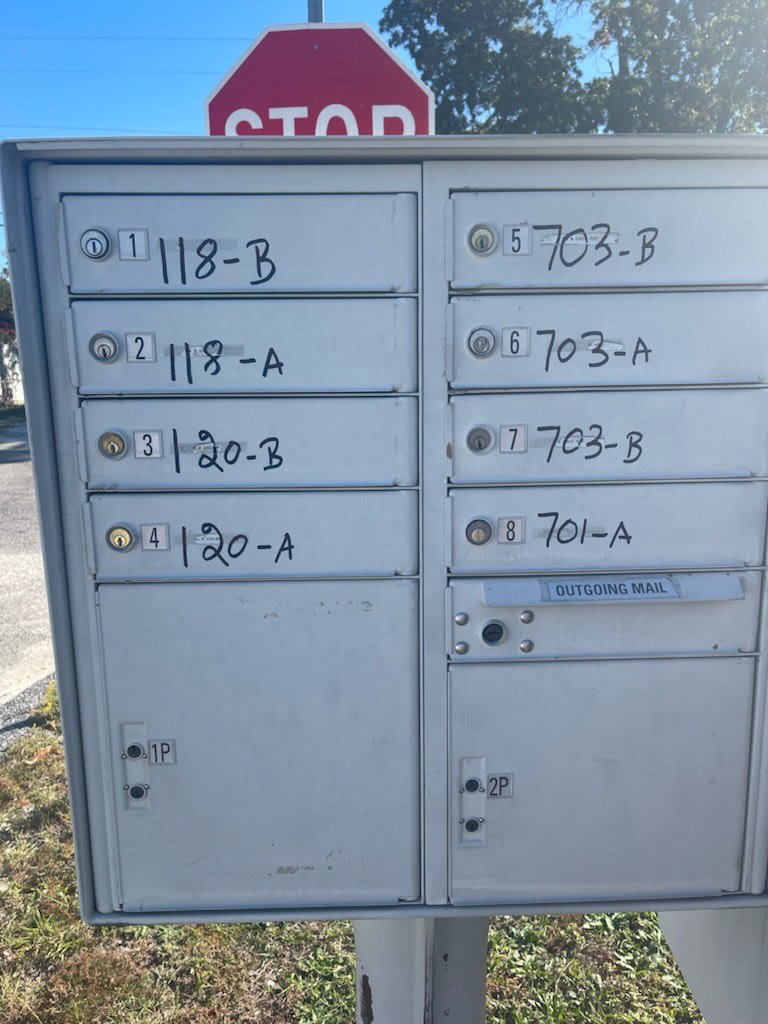 STOP
1 118-B
2 118-A
3 120-B
4 120-A
1P
5 703-B
6 703-A
7 703-B
8 701-A
OUTGOING MAIL
2P